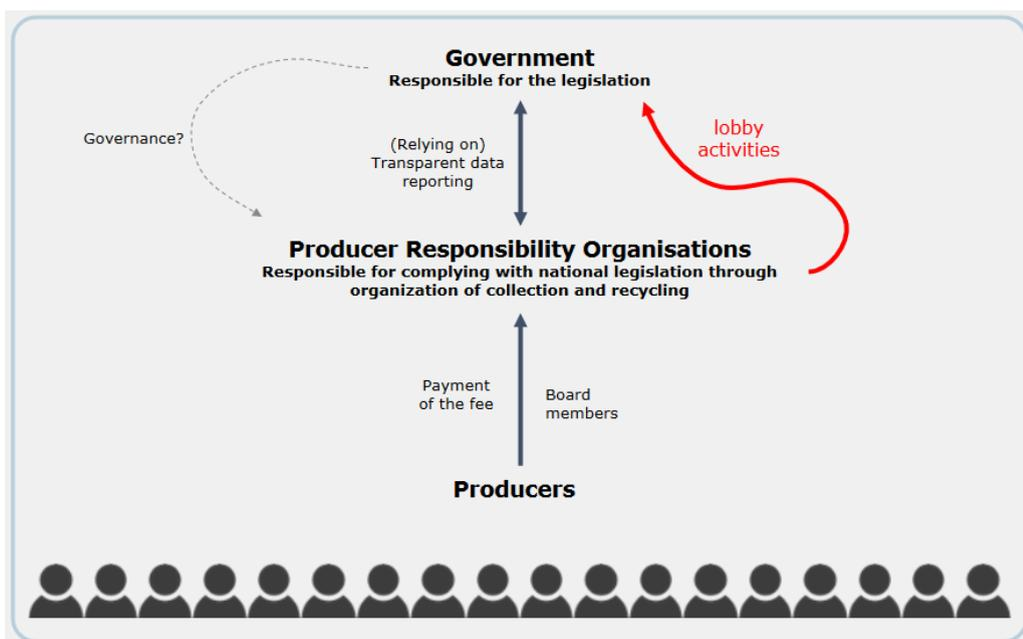 Government
Responsible for the legislation
Governance?
(Relying on)
Transparent data
reporting
lobby
activities
Producer Responsibility Organisations
Responsible for complying with national legislation through
organization of collection and recycling
Payment
of the fee
Board
members
Producers